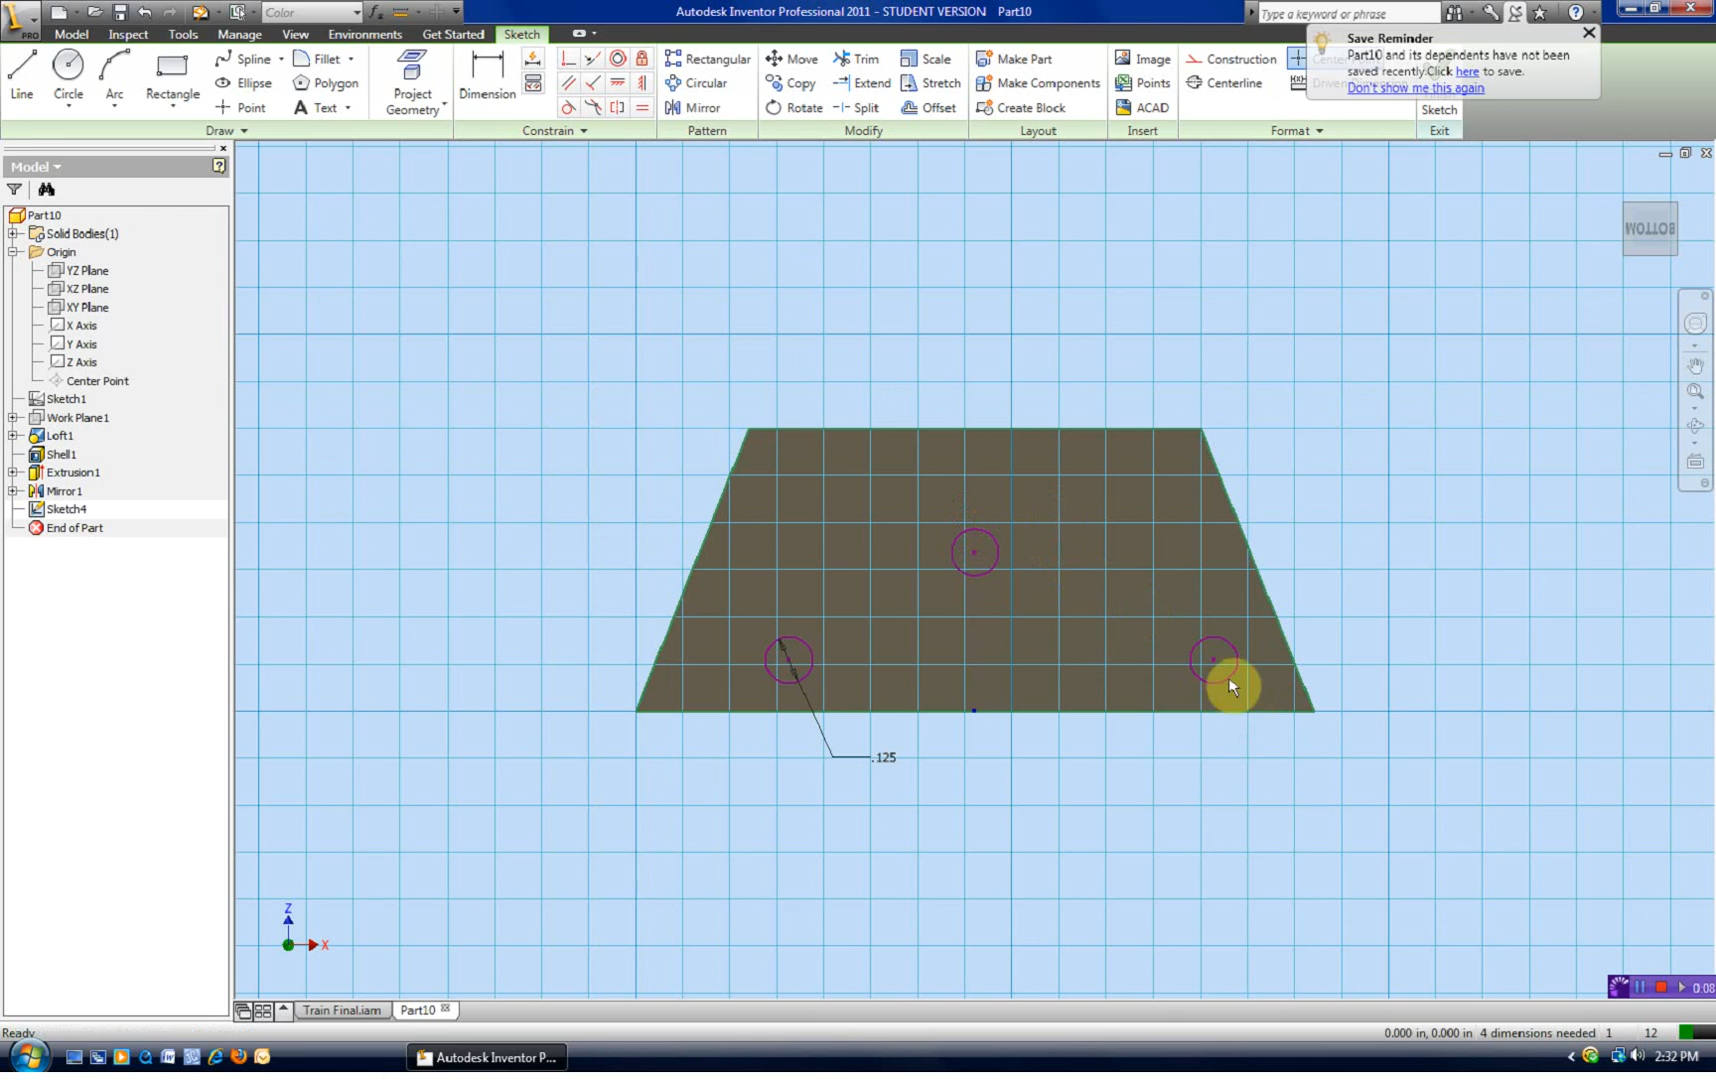 Color
Autodesk Inventor Professional 2011 - STUDENT VERSION Part10
Type a keyword or phrase
PRO
Model Inspect Tools Manage View Environments Get Started Sketch
Save Reminder
Part10 and its dependents have not been
saved recently.Click here to save.
Don't show me this again
Line Circle Arc Rectangle
Spline Fillet
Ellipse Polygon
Point Text
Project
Geometry
Dimension
Rectangular
Circular
Mirror
Move Trim Scale
Copy Extend Stretch
Rotate Split Offset
Make Part
Make Components
Create Block
Image
Points
ACAD
Construction
Centerline
Sketch
Draw Constrain Pattern Modify Layout Insert Format Exit
Model
Part10
Solid Bodies(1)
Origin
YZ Plane
XZ Plane
XY Plane
X Axis
Y Axis
Z Axis
Center Point
Sketch1
Work Plane1
Loft1
Shell1
Extrusion1
Mirror1
Sketch4
End of Part
BOTTOM
.125
Z
X
0:08
Train Final.iam Part10
Ready
0.000 in, 0.000 in 4 dimensions needed 1 12
Autodesk Inventor P...
2:32 PM